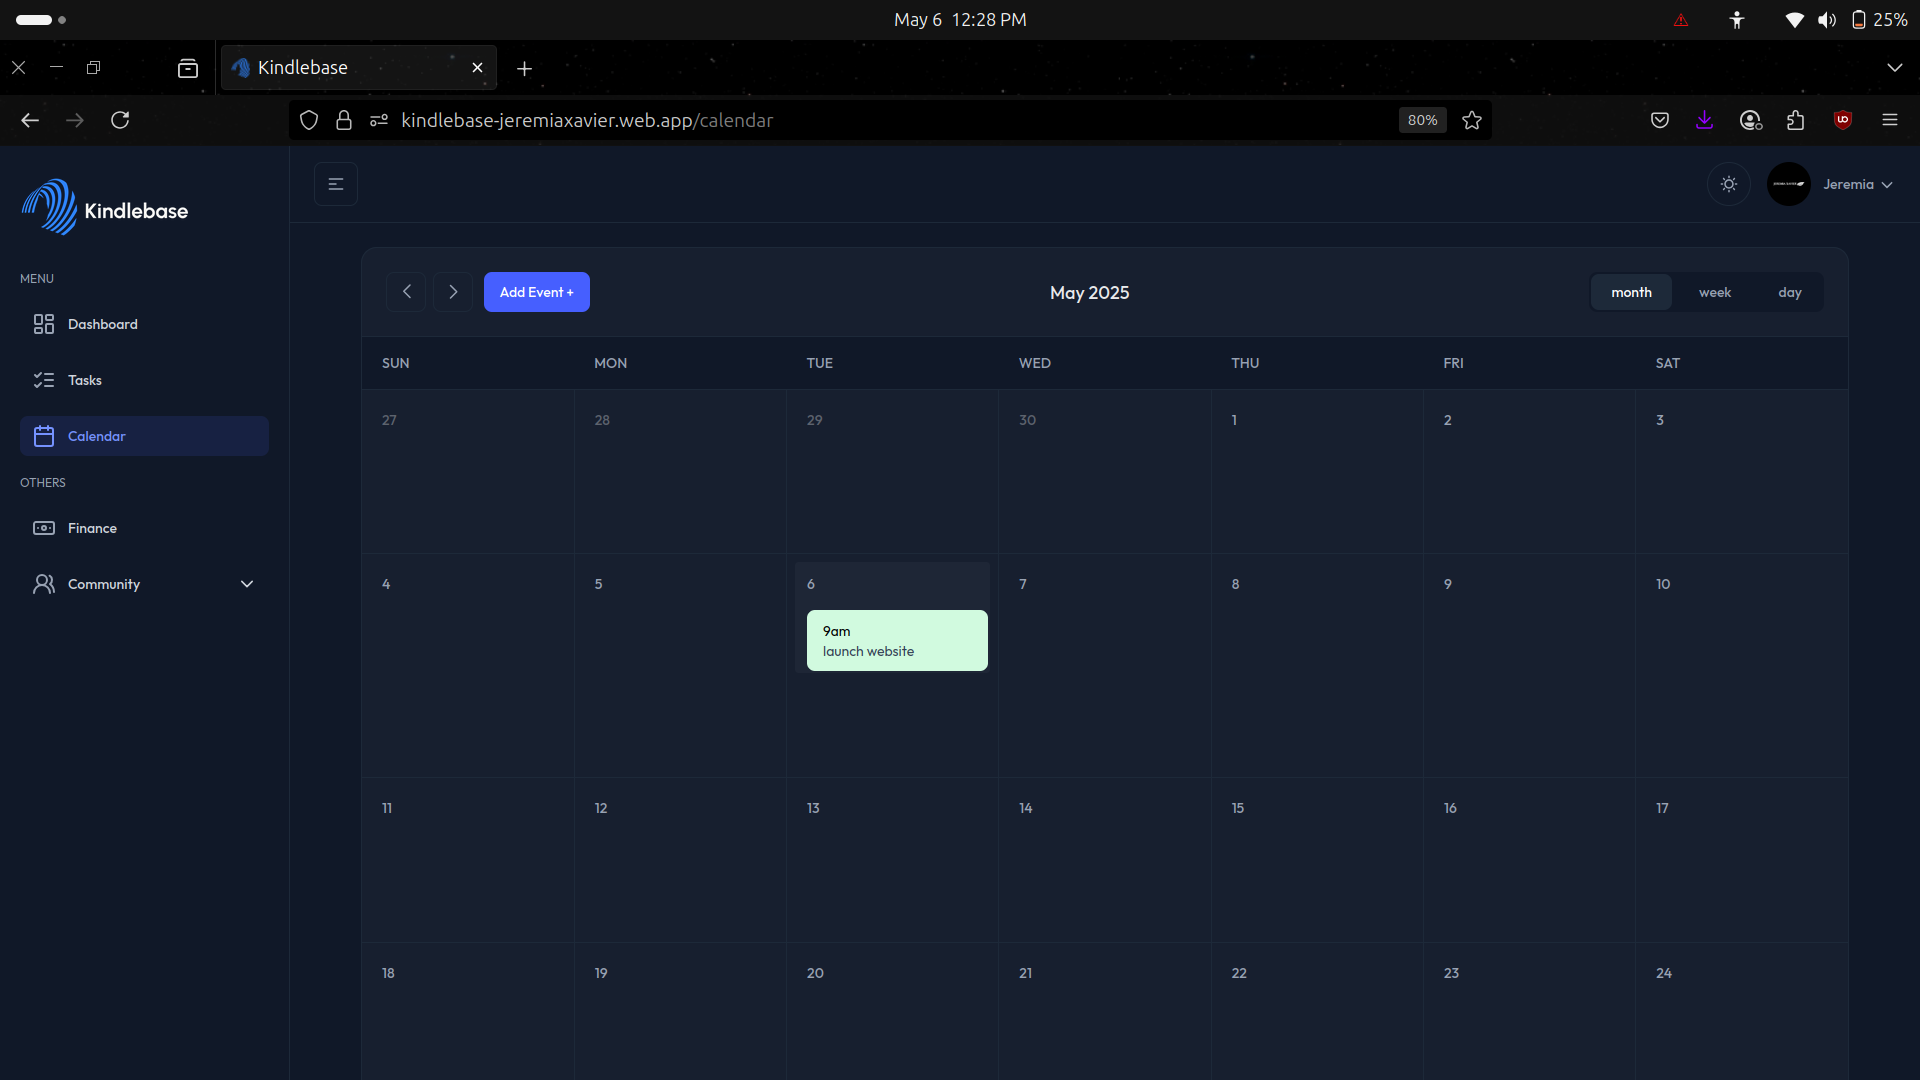 May 6 12:28 PM
25%
Kindlebase
kindlebase-jeremiaxavier.web.app/calendar
80%
Kindlebase
Jeremia
MENU
Dashboard
Tasks
Calendar
OTHERS
Finance
Community
Add Event +
May 2025
month week day
SUN MON TUE WED THU FRI SAT
27 28 29 30 1 2 3
4 5 6 7 8 9 10
9am
launch website
11 12 13 14 15 16 17
18 19 20 21 22 23 24